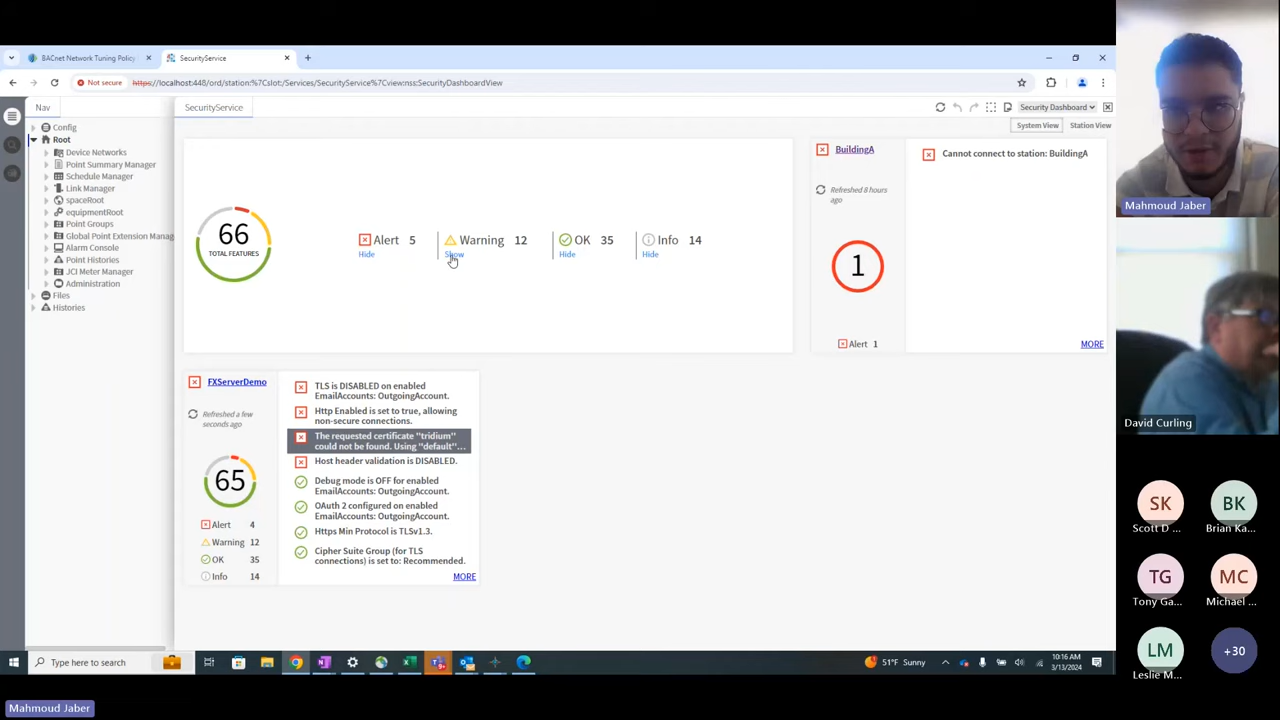 BACnet Network Tuning Policy
SecurityService
Not secure
https://localhost:448/ord/station:%7Cslot:/Services/SecurityService%7Cview:nss:SecurityDashboardView
Nav
SecurityService
Security Dashboard
System View
Station View
Config
Root
Device Networks
Point Summary Manager
Schedule Manager
Link Manager
spaceRoot
equipmentRoot
Point Groups
Global Point Extension Manag
Alarm Console
Point Histories
JCI Meter Manager
Administration
Files
Histories
66
TOTAL FEATURES
Alert 5
Hide
Warning 12
Show
OK 35
Hide
Info 14
Hide
BuildingA
Refreshed 8 hours
ago
1
Alert 1
Cannot connect to station: BuildingA
MORE
FXServerDemo
Refreshed a few
seconds ago
65
Alert 4
Warning 12
OK 35
Info 14
TLS is DISABLED on enabled
EmailAccounts: OutgoingAccount.
Http Enabled is set to true, allowing
non-secure connections.
The requested certificate "tridium"
could not be found. Using "default"...
Host header validation is DISABLED.
Debug mode is OFF for enabled
EmailAccounts: OutgoingAccount.
OAuth 2 configured on enabled
EmailAccounts: OutgoingAccount.
Https Min Protocol is TLSv1.3.
Cipher Suite Group (for TLS
connections) is set to: Recommended.
MORE
Type here to search
51°F Sunny
10:16 AM
3/13/2024
Mahmoud Jaber
Mahmoud Jaber
David Curling
SK
Scott D ...
BK
Brian Ka...
TG
Tony Ga...
MC
Michael ...
LM
Leslie M...
+30